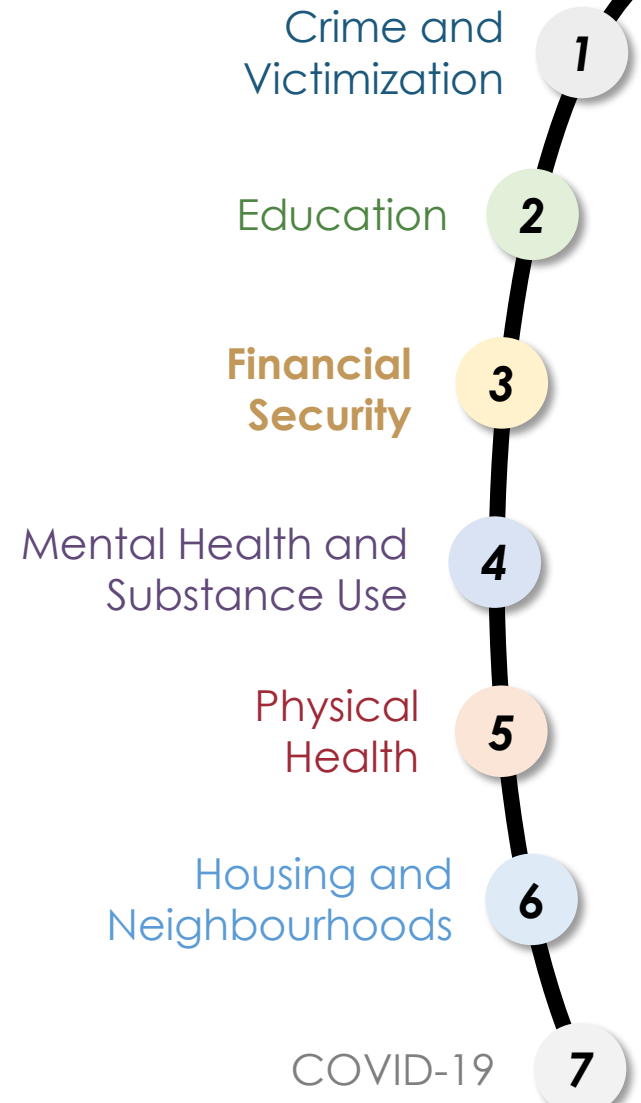 Crime and
Victimization
1
Education
2
Financial
Security
3
Mental Health and
Substance Use
4
Physical
Health
5
Housing and
Neighbourhoods
6
COVID-19
7